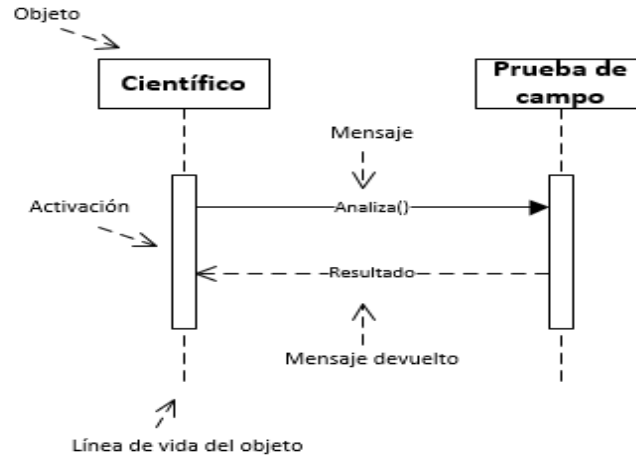 Objeto
Científico
Prueba de
campo
Mensaje
Activación
Analiza()
Resultado
Mensaje devuelto
Línea de vida del objeto